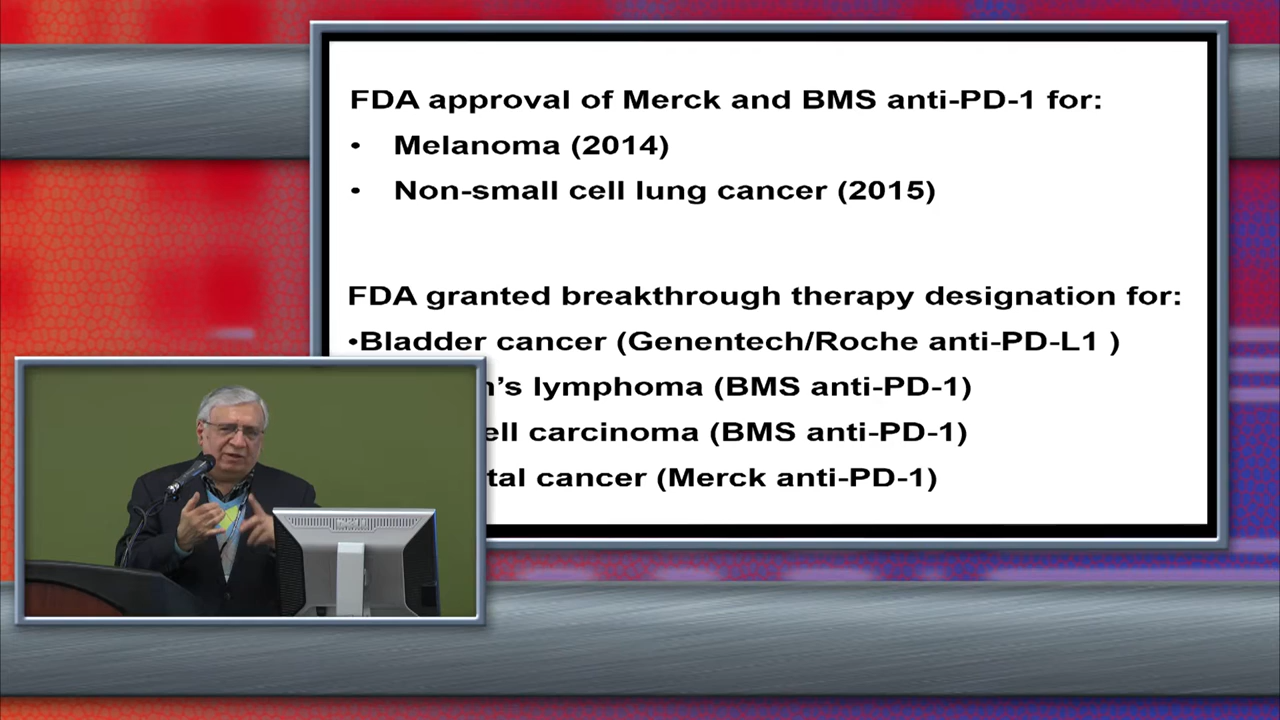 FDA approval of Merck and BMS anti-PD-1 for:
• Melanoma (2014)
• Non-small cell lung cancer (2015)
FDA granted breakthrough therapy designation for:
•Bladder cancer (Genentech/Roche anti-PD-L1 )
n’s lymphoma (BMS anti-PD-1)
ell carcinoma (BMS anti-PD-1)
tal cancer (Merck anti-PD-1)